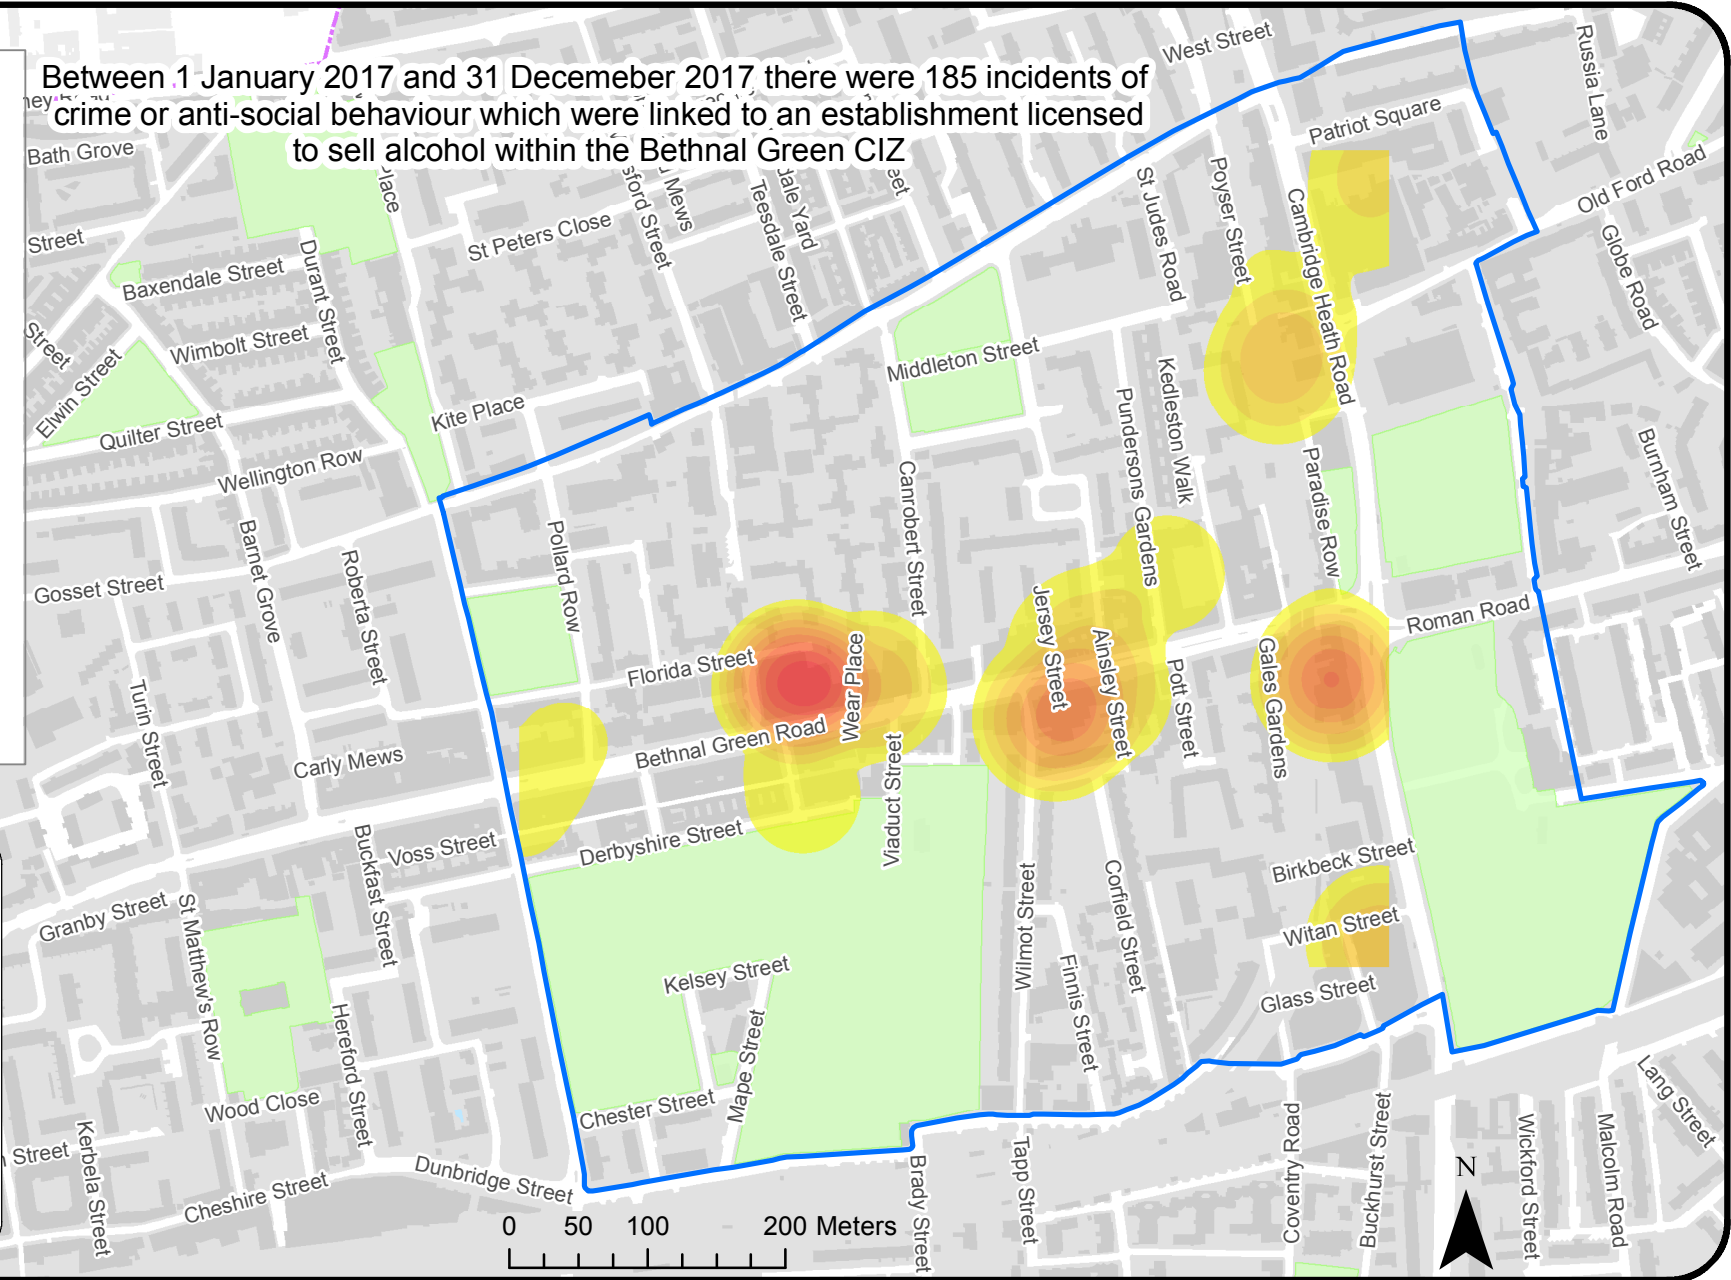 Between 1 January 2017 and 31 Decemeber 2017 there were 185 incidents of
crime or anti-social behaviour which were linked to an establishment licensed
to sell alcohol within the Bethnal Green CIZ
West Street
Russia Lane
Patriot Square
Bath Grove
Place
Mews
Teesdale Street
dale Yard
St Judes Road
Poyser Street
Cambridge Heath Road
Old Ford Road
Globe Road
Street
St Peters Close
sford Street
Baxendale Street
Durant Street
Street
Wimbolt Street
Elwin Street
Quilter Street
Kite Place
Middleton Street
Kedleston Walk
Pundersons Gardens
Wellington Row
Canrobert Street
Paradise Row
Burnham Street
Barnet Grove
Pollard Row
Roberta Street
Gosset Street
Roman Road
Jersey Street
Ainsley Street
Pott Street
Gales Gardens
Florida Street
Wear Place
Turin Street
Bethnal Green Road
Viaduct Street
Carly Mews
Voss Street
Buckfast Street
Derbyshire Street
Birkbeck Street
Granby Street
St Matthew's Row
Wilmot Street
Corfield Street
Witan Street
Kelsey Street
Finnis Street
Glass Street
Hereford Street
Mape Street
Wood Close
Chester Street
Lang Street
Kerbela Street
Street
Cheshire Street
Dunbridge Street
Brady Street
Tapp Street
Coventry Road
Buckhurst Street
Wickford Street
Malcolm Road
N
0 50 100 200 Meters